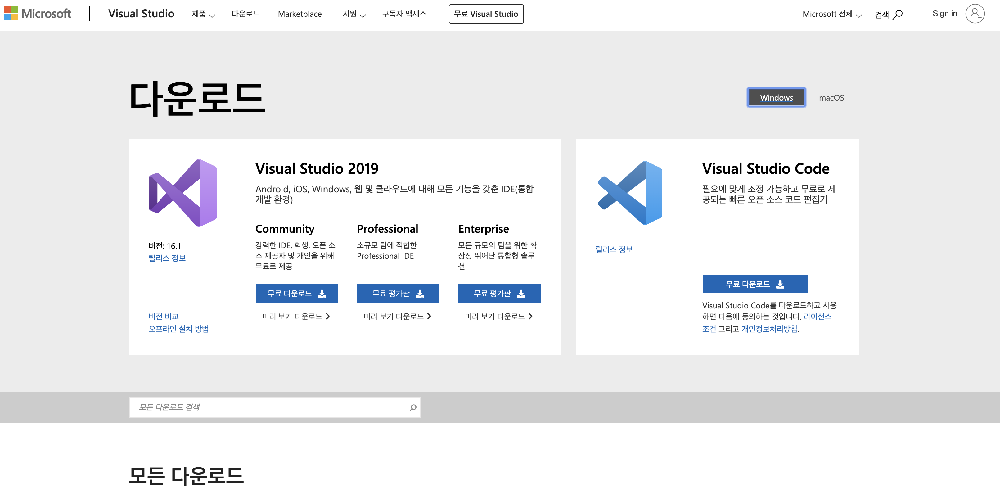 Microsoft
Visual Studio
제품
다운로드
Marketplace
지원
구독자 액세스
무료 Visual Studio
Microsoft 전체
검색
Sign in
다운로드
Windows
macOS
Visual Studio 2019
Android, iOS, Windows, 웹 및 클라우드에 대해 모든 기능을 갖춘 IDE(통합
개발 환경)
버전: 16.1
릴리스 정보
버전 비교
오프라인 설치 방법
Community
강력한 IDE, 학생, 오픈 소
스 제공자 및 개인을 위해
무료로 제공
무료 다운로드
미리 보기 다운로드
Professional
소규모 팀에 적합한
Professional IDE
무료 평가판
미리 보기 다운로드
Enterprise
모든 규모의 팀을 위한 확
장성 뛰어난 통합형 솔루
션
무료 평가판
미리 보기 다운로드
Visual Studio Code
필요에 맞게 조정 가능하고 무료로 제
공되는 빠른 오픈 소스 코드 편집기
릴리스 정보
무료 다운로드
Visual Studio Code를 다운로드하고 사용
하면 다음에 동의하는 것입니다. 라이선스
조건 그리고 개인정보처리방침.
모든 다운로드 검색
모든 다운로드